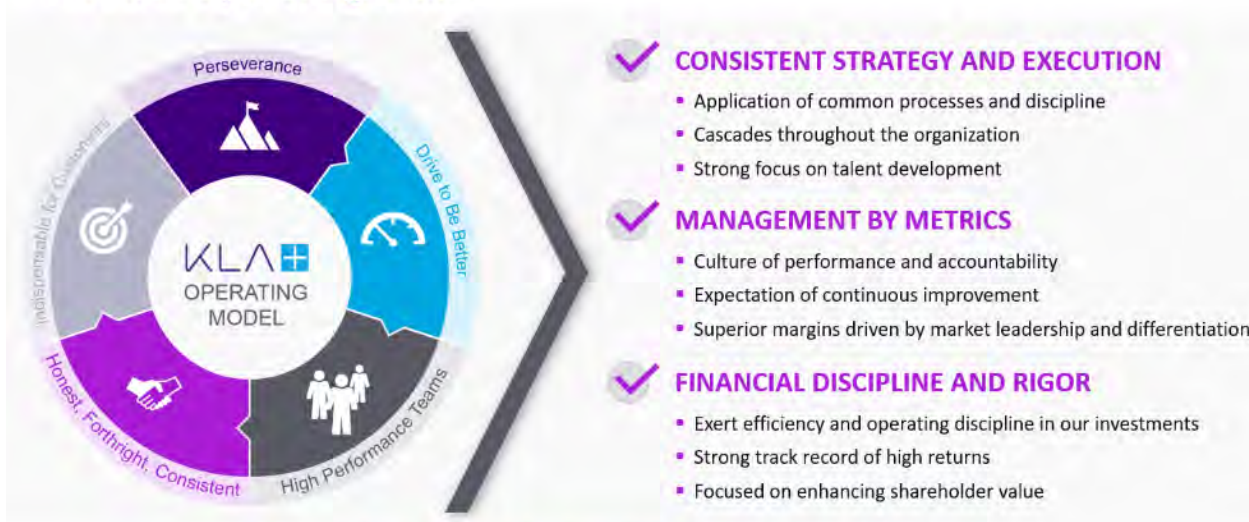 Perseverance
Drive to Be Better
High Performance Teams
Honest, Forthright, Consistent
Indispensable for Customers
KLA+
OPERATING
MODEL
CONSISTENT STRATEGY AND EXECUTION
▪ Application of common processes and discipline
▪ Cascades throughout the organization
▪ Strong focus on talent development
MANAGEMENT BY METRICS
▪ Culture of performance and accountability
▪ Expectation of continuous improvement
▪ Superior margins driven by market leadership and differentiation
FINANCIAL DISCIPLINE AND RIGOR
▪ Exert efficiency and operating discipline in our investments
▪ Strong track record of high returns
▪ Focused on enhancing shareholder value